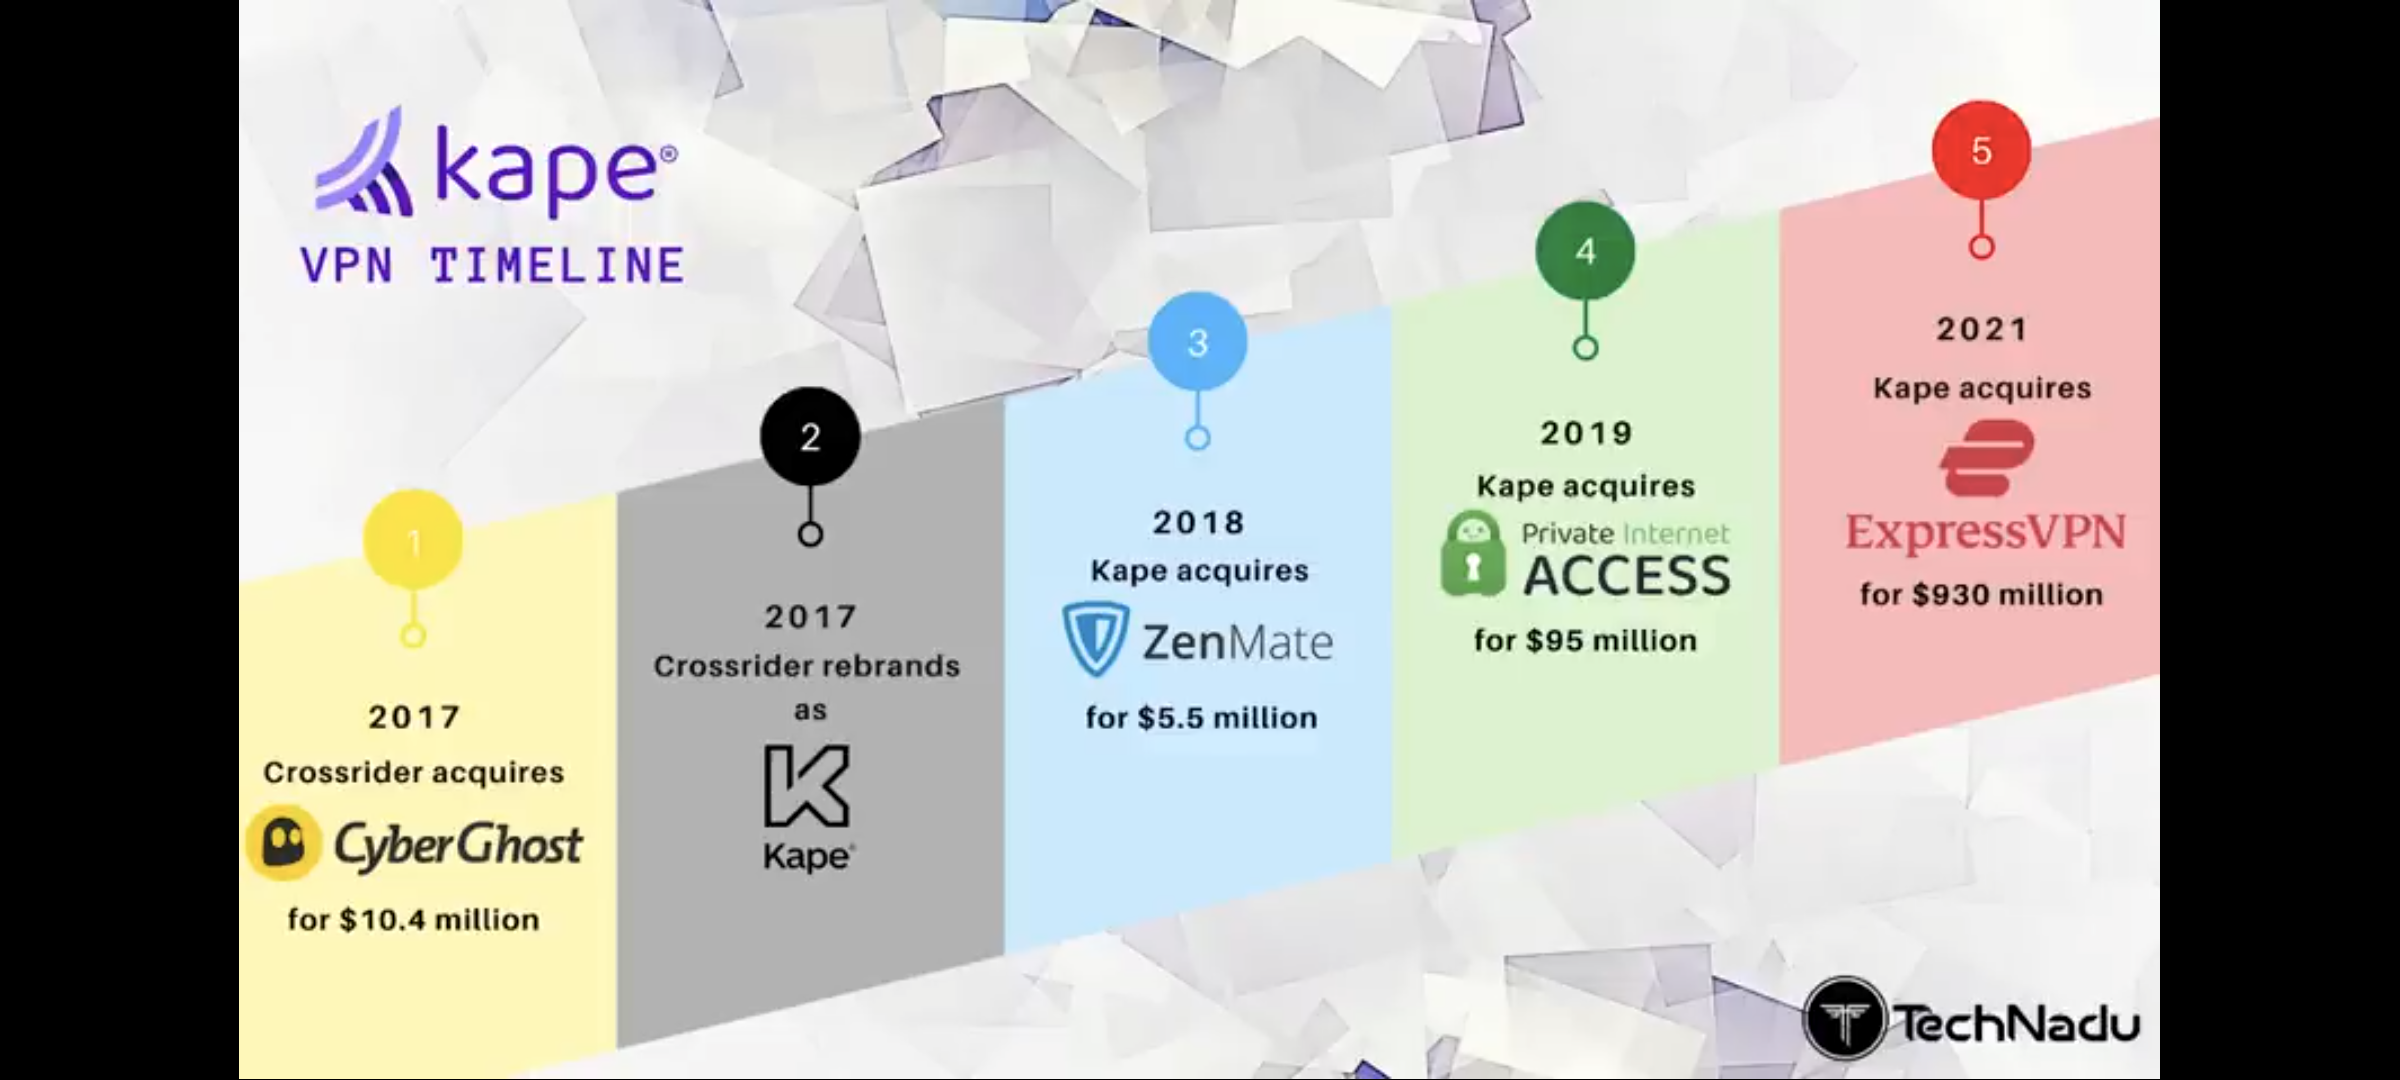 kape®
VPN TIMELINE
1
2017
Crossrider acquires
CyberGhost
for $10.4 million
2
2017
Crossrider rebrands
as
Kape®
3
2018
Kape acquires
ZenMate
for $5.5 million
4
2019
Kape acquires
Private Internet
ACCESS
for $95 million
5
2021
Kape acquires
ExpressVPN
for $930 million
TechNadu